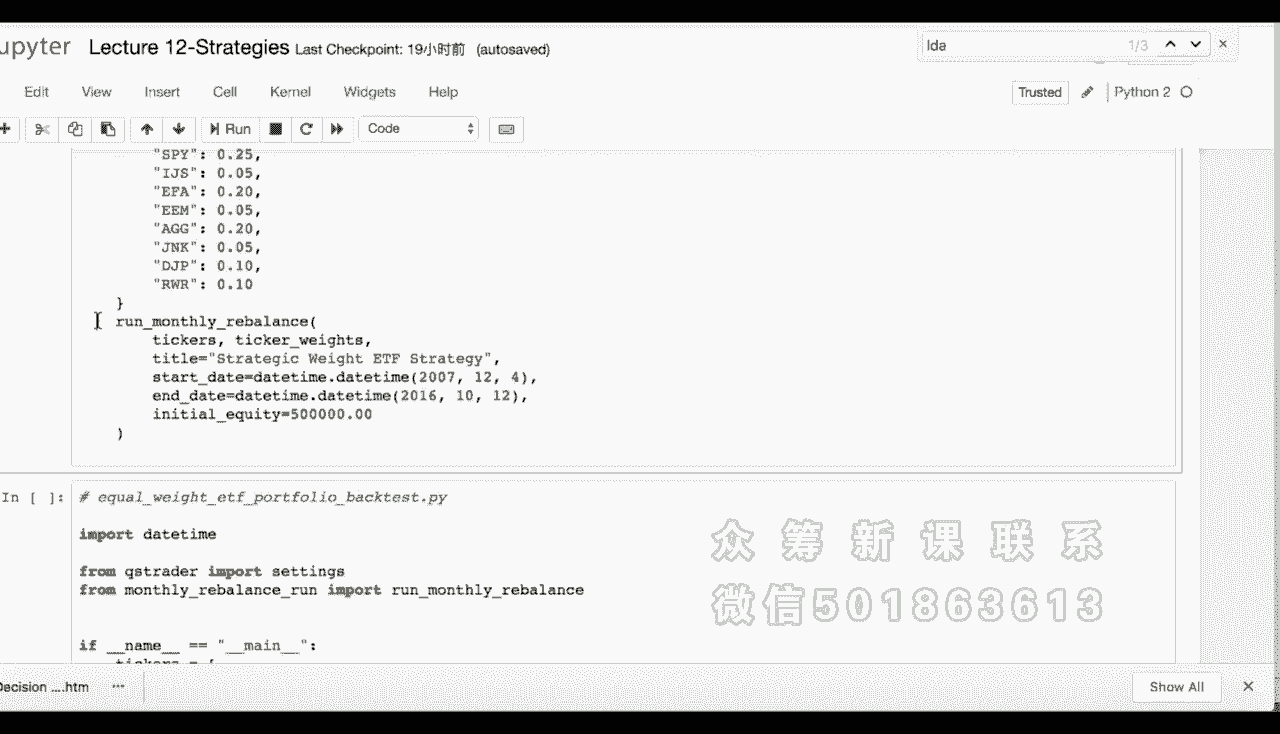 Jupyter Lecture 12-Strategies Last Checkpoint: 19小时前 (autosaved)
lda 1/3
Edit View Insert Cell Kernel Widgets Help
Trusted Python 2
Run Code
"SPY": 0.25,
"IJS": 0.05,
"EFA": 0.20,
"EEM": 0.05,
"AGG": 0.20,
"JNK": 0.05,
"DJP": 0.10,
"RWR": 0.10
}
run_monthly_rebalance(
tickers, ticker_weights,
title="Strategic Weight ETF Strategy",
start_date=datetime.datetime(2007, 12, 4),
end_date=datetime.datetime(2016, 10, 12),
initial_equity=500000.00
)
In [ ]: # equal_weight_etf_portfolio_backtest.py
import datetime
from qstrader import settings
from monthly_rebalance_run import run_monthly_rebalance
if __name__ == "__main__":
tickers = [
众筹新课联系
微信501863613
Decision ....htm
Show All